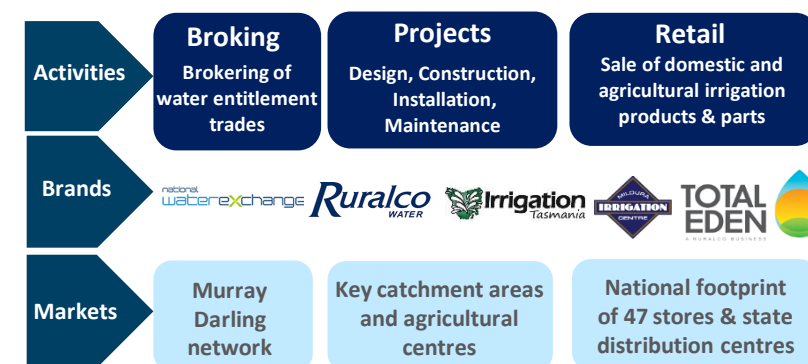 Activities
Broking
Brokering of
water entitlement
trades
Projects
Design, Construction,
Installation,
Maintenance
Retail
Sale of domestic and
agricultural irrigation
products & parts
Brands
national
waterexchange
Ruralco
WATER
Irrigation
Tasmania
MILDURA
IRRIGATION
CENTRE
TOTAL
EDEN
A RURALCO BUSINESS
Markets
Murray
Darling
network
Key catchment areas
and agricultural
centres
National footprint
of 47 stores & state
distribution centres